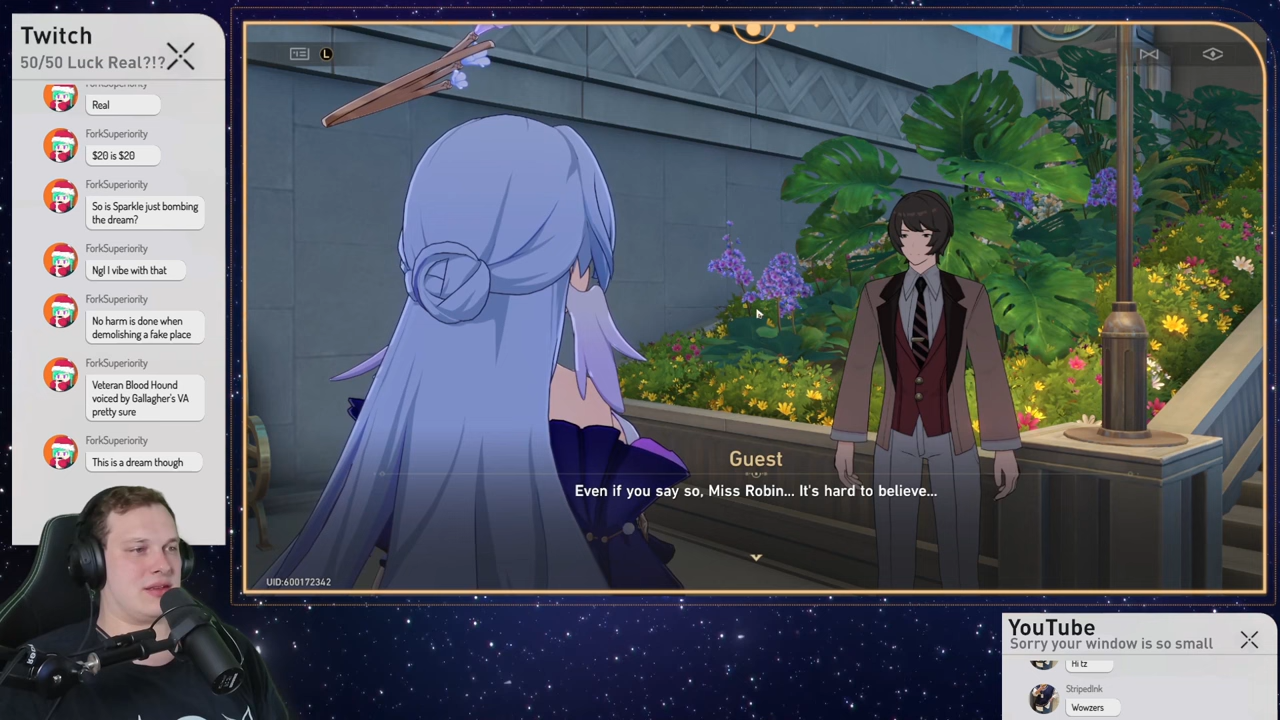 Twitch
50/50 Luck Real?!?
ForkSuperiority
Real
ForkSuperiority
$20 is $20
ForkSuperiority
So is Sparkle just bombing
the dream?
ForkSuperiority
Ngl I vibe with that
ForkSuperiority
No harm is done when
demolishing a fake place
ForkSuperiority
Veteran Blood Hound
voiced by Gallagher's VA
pretty sure
ForkSuperiority
This is a dream though
L
Guest
Even if you say so, Miss Robin... It's hard to believe...
UID:600172342
YouTube
Sorry your window is so small
Hi tz
StripedInk
Wowzers